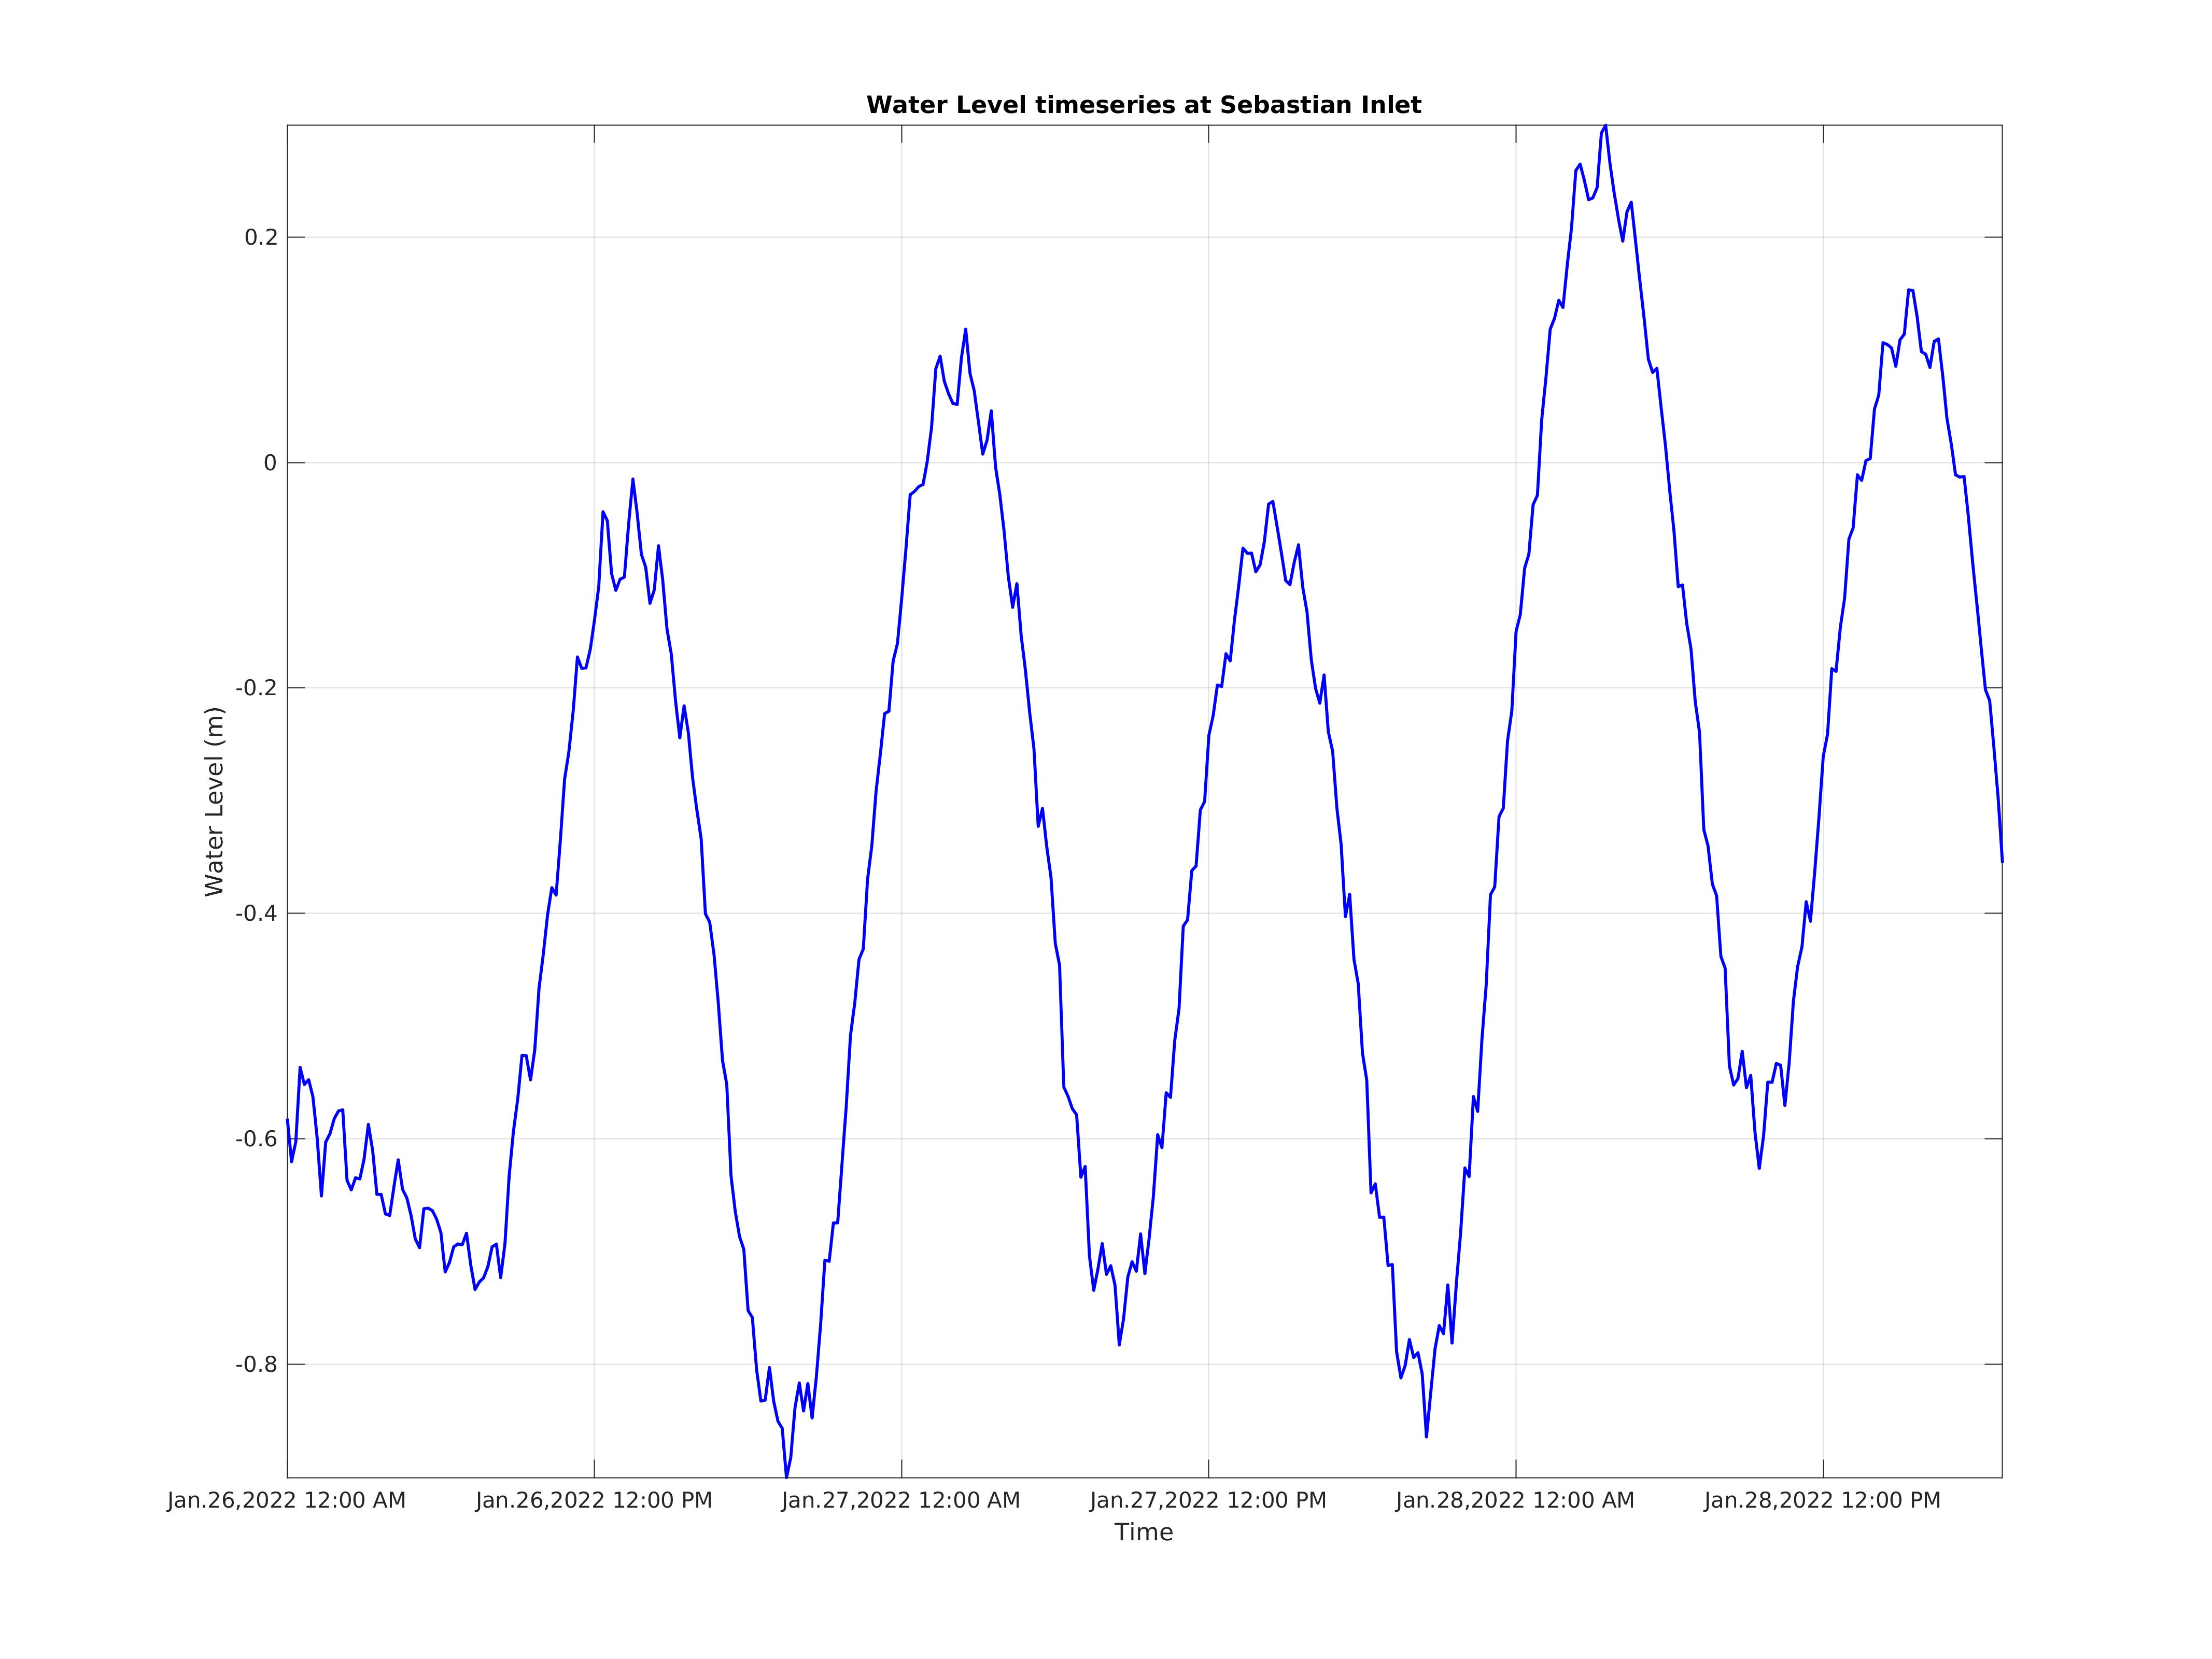 Water Level timeseries at Sebastian Inlet
0.2
0
-0.2
-0.4
-0.6
-0.8
Water Level (m)
Jan.26,2022 12:00 AM
Jan.26,2022 12:00 PM
Jan.27,2022 12:00 AM
Jan.27,2022 12:00 PM
Jan.28,2022 12:00 AM
Jan.28,2022 12:00 PM
Time